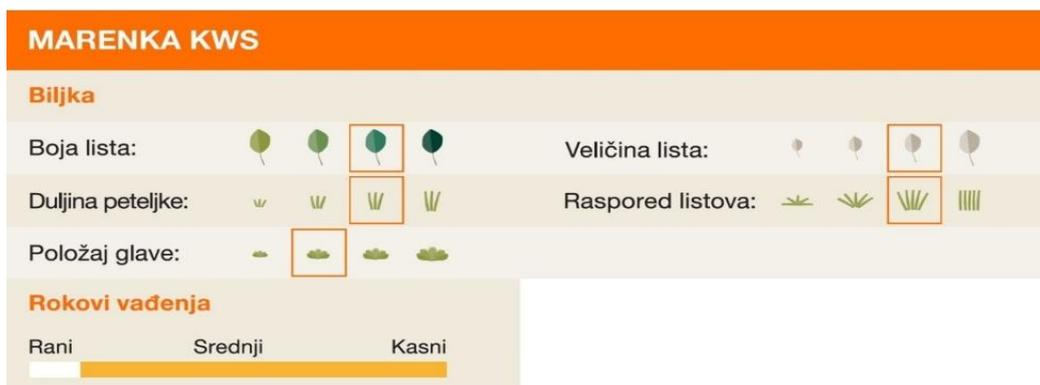 MARENKA KWS
Biljka
Boja lista:
Veličina lista:
Duljina peteljke:
Raspored listova:
Položaj glave:
Rokovi vađenja
Rani Srednji Kasni